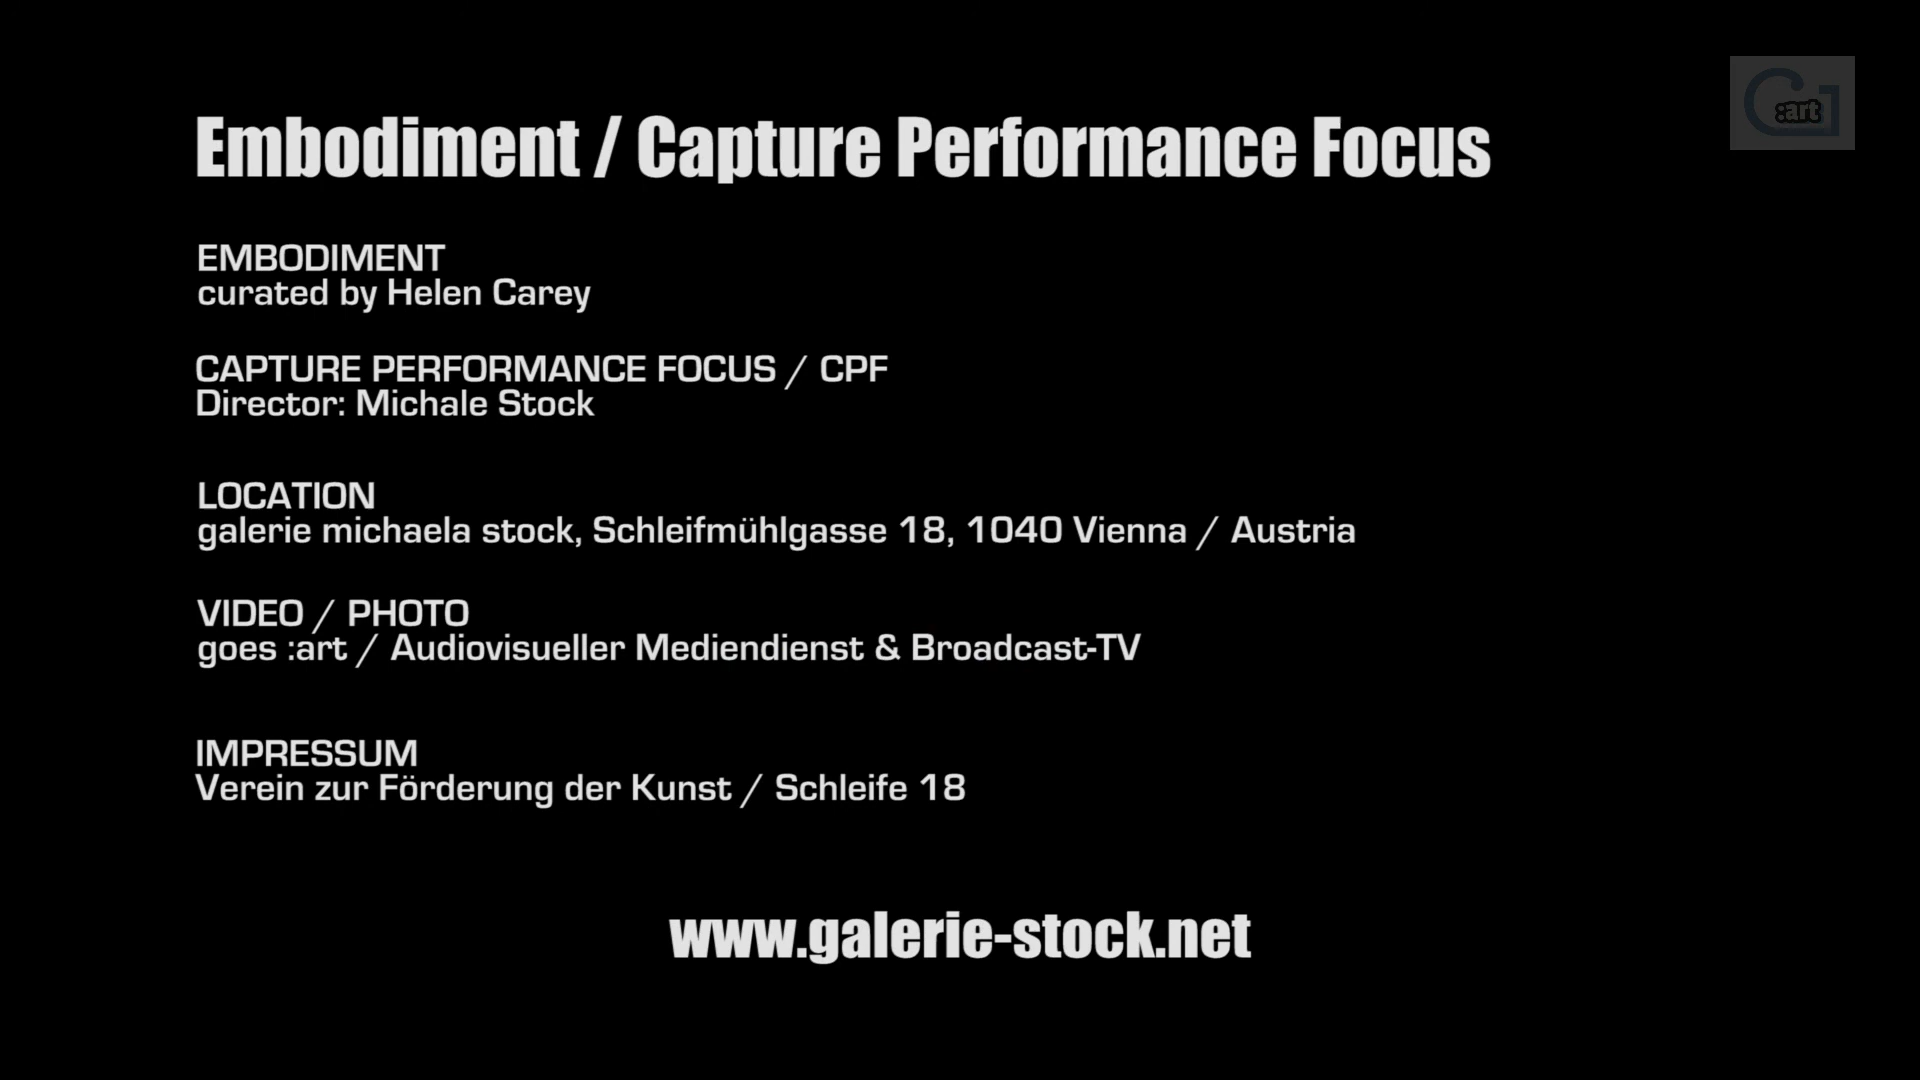 :art
Embodiment / Capture Performance Focus
EMBODIMENT
curated by Helen Carey
CAPTURE PERFORMANCE FOCUS / CPF
Director: Michale Stock
LOCATION
galerie michaela stock, Schleifmühlgasse 18, 1040 Vienna / Austria
VIDEO / PHOTO
goes :art / Audiovisueller Mediendienst & Broadcast-TV
IMPRESSUM
Verein zur Förderung der Kunst / Schleife 18
www.galerie-stock.net